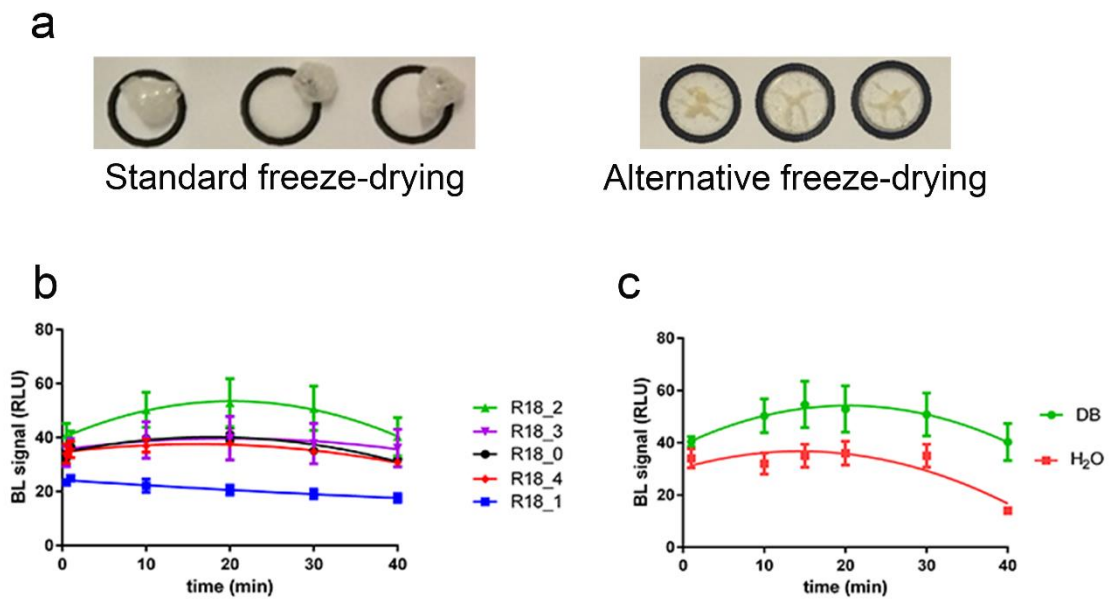 a
Standard freeze-drying
Alternative freeze-drying
b
80
60
40
20
0
BL signal (RLU)
0 10 20 30 40
time (min)
R18_2
R18_3
R18_0
R18_4
R18_1
c
80
60
40
20
0
BL signal (RLU)
0 10 20 30 40
time (min)
DB
H₂O